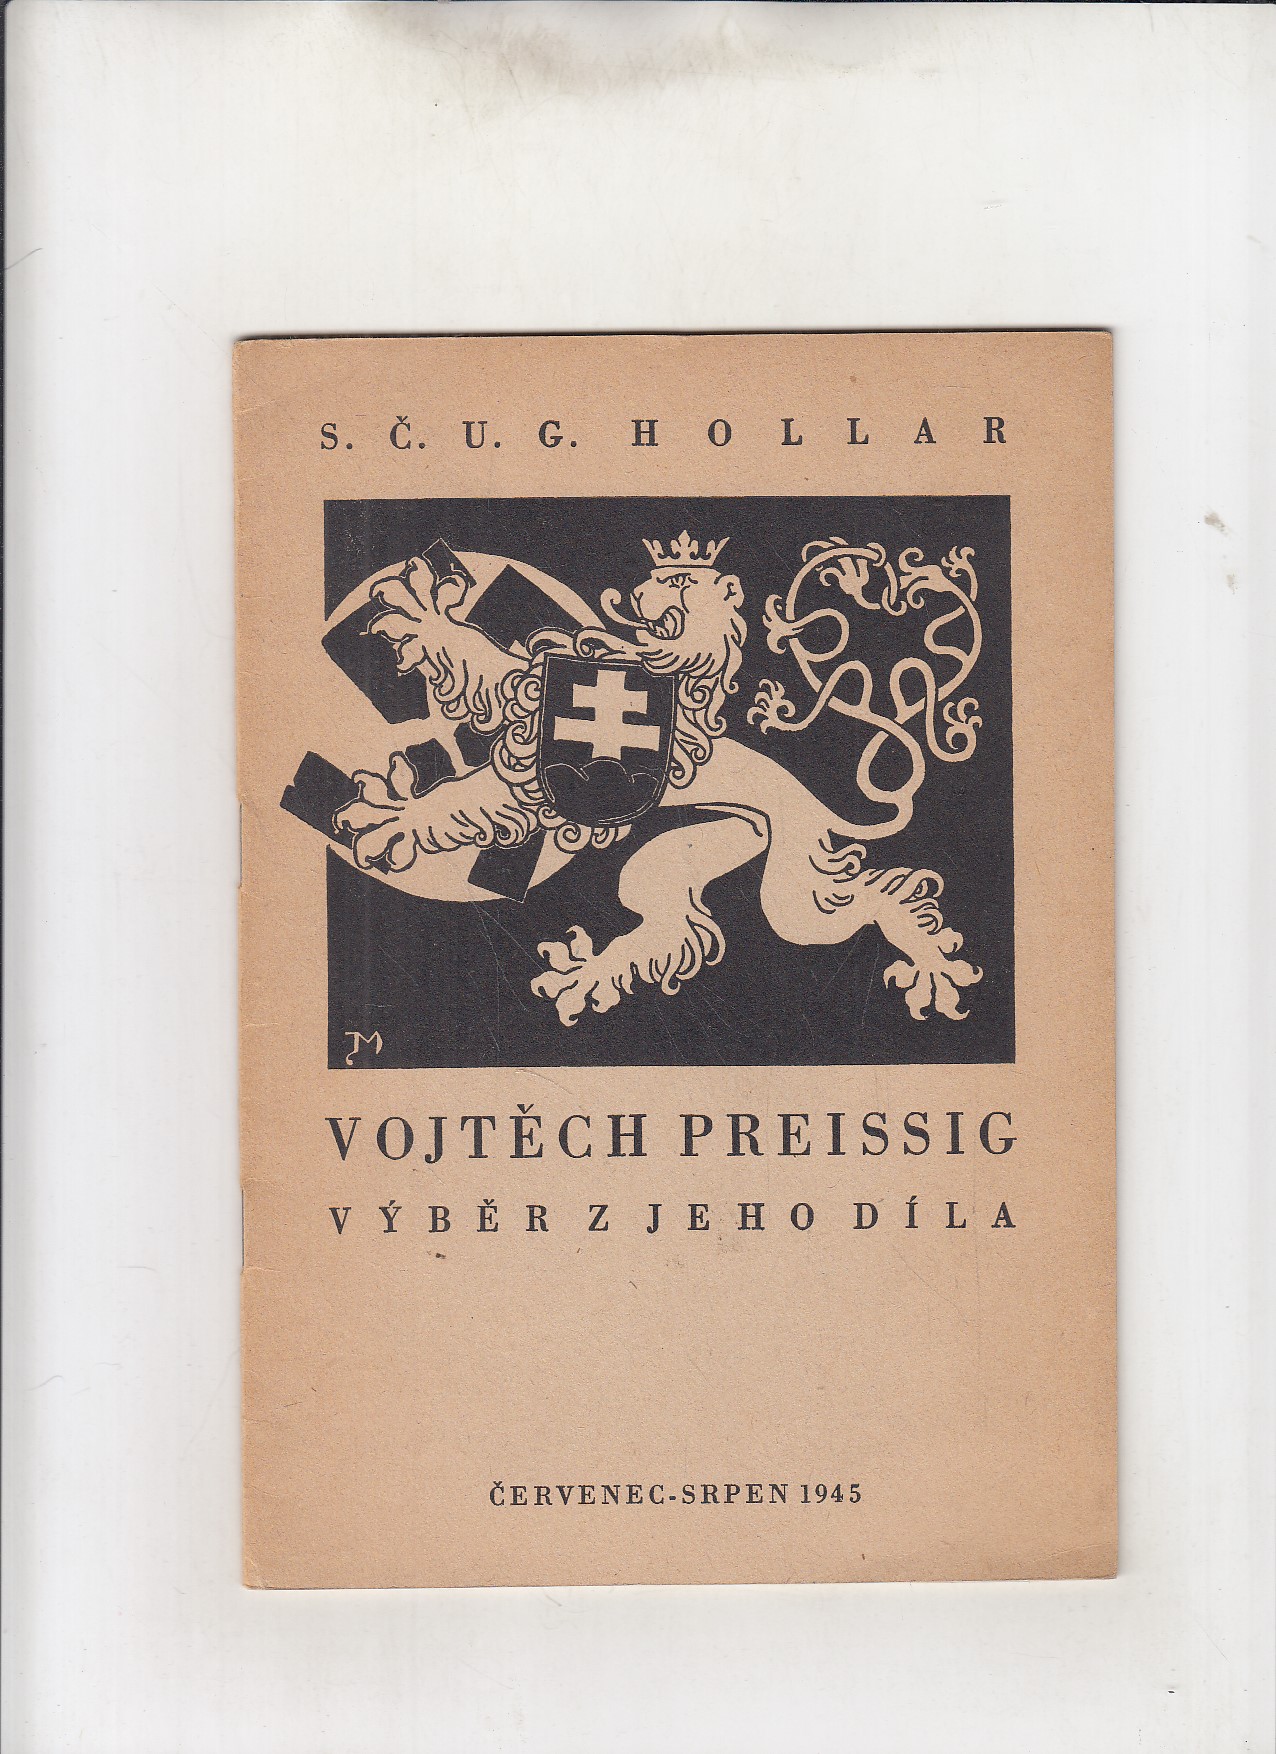 S. Č. U. G. HOLLAR
VOJTĚCH PREISSIG
VÝBĚR Z JEHO DÍLA
ČERVENEC-SRPEN 1945